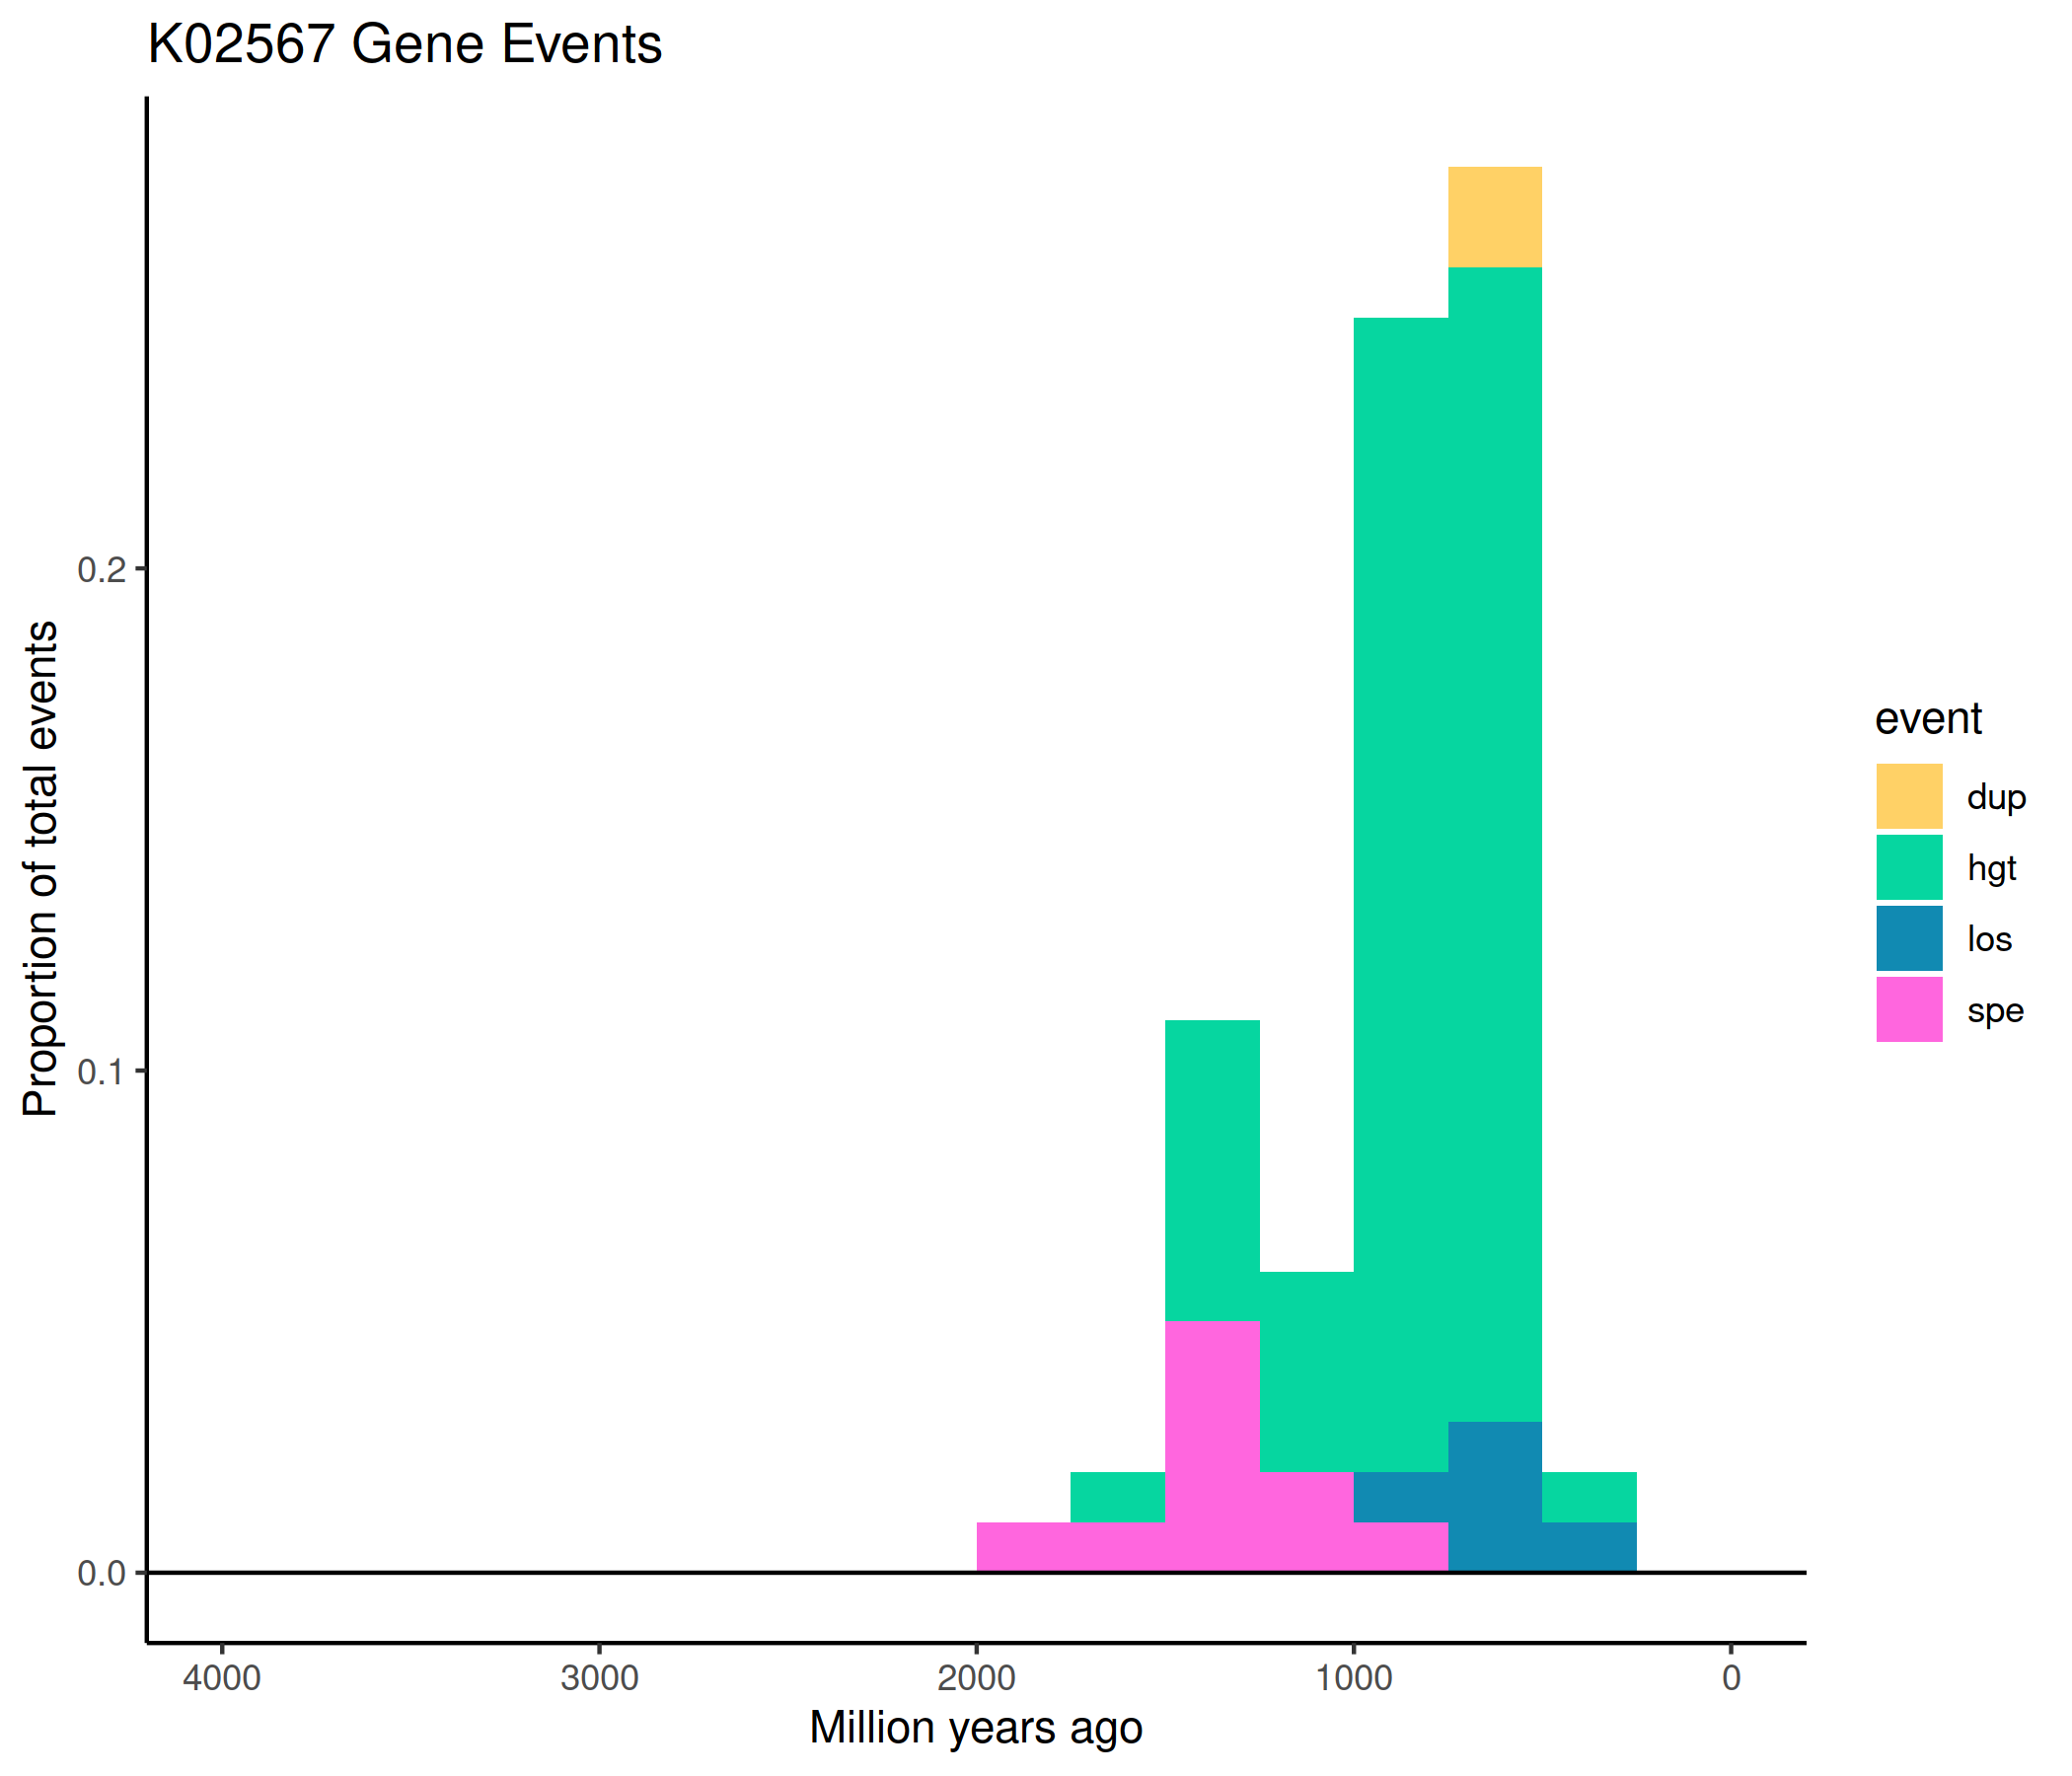 K02567 Gene Events
Proportion of total events
0.2
0.1
0.0
4000 3000 2000 1000 0
Million years ago
event
dup
hgt
los
spe